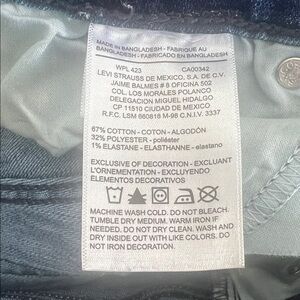 MADE IN BANGLADESH - FABRIQUE AU
BANGLADESH - FABRICADO EN BANGLADESH
WPL 423 CA00342
LEVI STRAUSS DE MEXICO, S.A. DE C.V.
JAIME BALMES # 8 OFICINA 502
COL. LOS MORALES POLANCO
DELEGACION MIGUEL HIDALGO
CP 11510 CIUDAD DE MEXICO
R.F.C. LSM 660818 M-98 C.N.I.V. 3337
67% COTTON - COTON - ALGODÓN
32% POLYESTER - poliéster
1% ELASTANE - ELASTHANNE - elastano
EXCLUSIVE OF DECORATION - EXCLUANT
L'ORNEMENTATION - EXCLUYENDO
ELEMENTOS DECORATIVOS
MACHINE WASH COLD. DO NOT BLEACH.
TUMBLE DRY MEDIUM. WARM IRON IF
NEEDED. DO NOT DRY CLEAN. WASH AND
DRY INSIDE OUT WITH LIKE COLORS. DO
NOT IRON DECORATION.